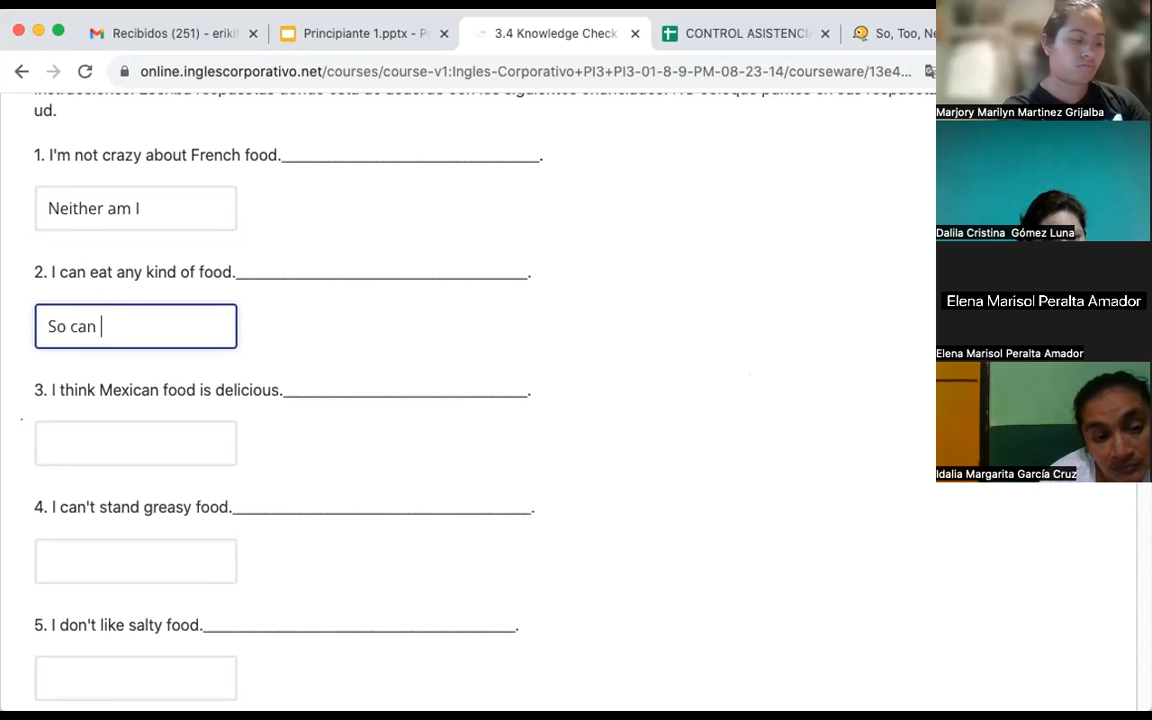 Recibidos (251) - eriki
Principiante 1.pptx - P
3.4 Knowledge Check
CONTROL ASISTENCI
So, Too, Ne
online.inglescorporativo.net/courses/course-v1:Ingles-Corporativo+PI3+PI3-01-8-9-PM-08-23-14/courseware/13e4...
ud.
1. I'm not crazy about French food.______________________________.
Neither am I
2. I can eat any kind of food.__________________________________.
So can
3. I think Mexican food is delicious.____________________________.
4. I can't stand greasy food.___________________________________.
5. I don't like salty food.____________________________________.
Marjory Marilyn Martinez Grijalba
Dalila Cristina Gómez Luna
Elena Marisol Peralta Amador
Elena Marisol Peralta Amador
Idalia Margarita García Cruz